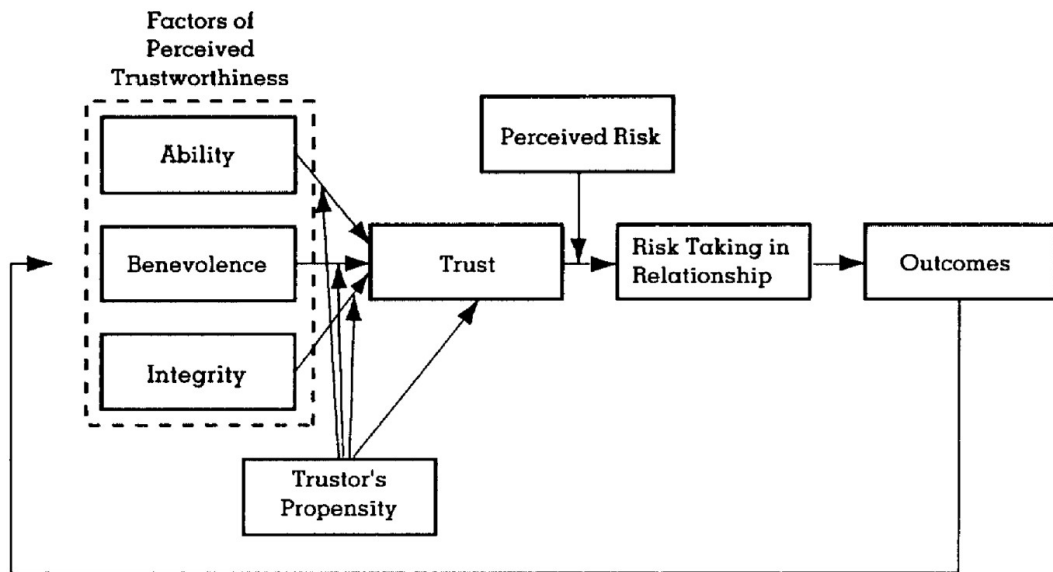 Factors of
Perceived
Trustworthiness
Ability
Benevolence
Integrity
Trustor's
Propensity
Trust
Perceived Risk
Risk Taking in
Relationship
Outcomes